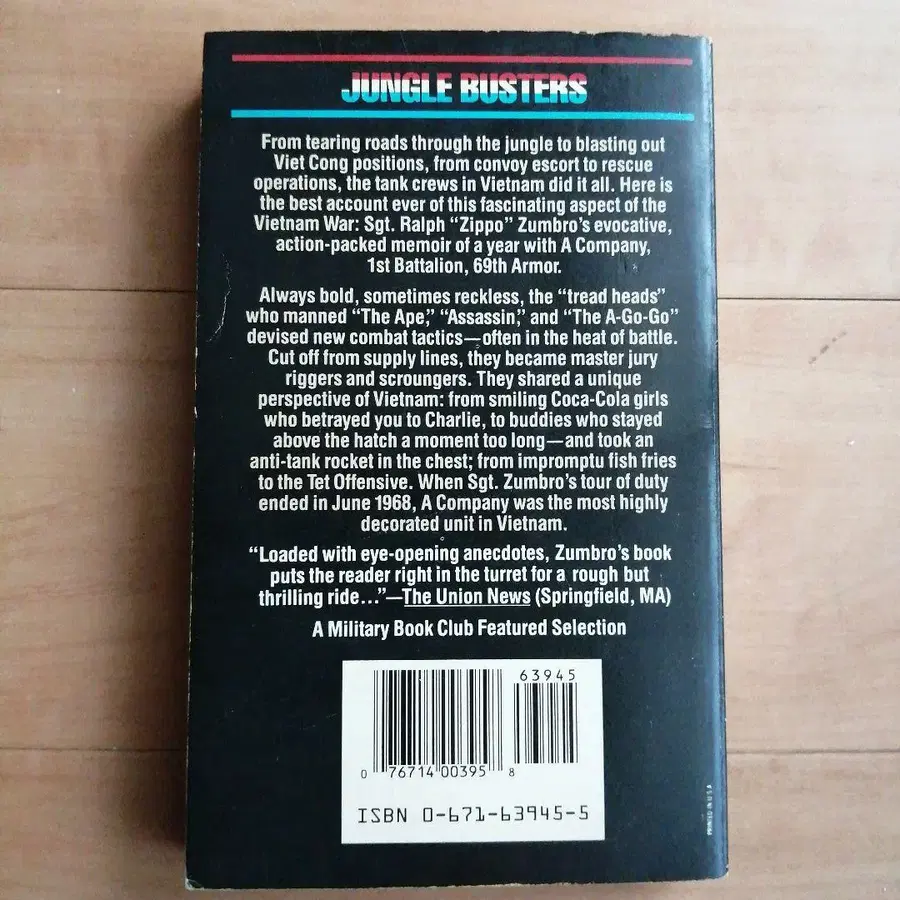 JUNGLE BUSTERS
From tearing roads through the jungle to blasting out
Viet Cong positions, from convoy escort to rescue
operations, the tank crews in Vietnam did it all. Here is
the best account ever of this fascinating aspect of the
Vietnam War: Sgt. Ralph “Zippo” Zumbro’s evocative,
action-packed memoir of a year with A Company,
1st Battalion, 69th Armor.
Always bold, sometimes reckless, the “tread heads”
who manned “The Ape,” “Assassin,” and “The A-Go-Go”
devised new combat tactics—often in the heat of battle.
Cut off from supply lines, they became master jury
riggers and scroungers. They shared a unique
perspective of Vietnam: from smiling Coca-Cola girls
who betrayed you to Charlie, to buddies who stayed
above the hatch a moment too long—and took an
anti-tank rocket in the chest; from impromptu fish fries
to the Tet Offensive. When Sgt. Zumbro’s tour of duty
ended in June 1968, A Company was the most highly
decorated unit in Vietnam.
“Loaded with eye-opening anecdotes, Zumbro’s book
puts the reader right in the turret for a rough but
thrilling ride...”—The Union News (Springfield, MA)
A Military Book Club Featured Selection
63945
0 76714 00395 8
ISBN 0-671-63945-5
PRINTED IN U.S.A.